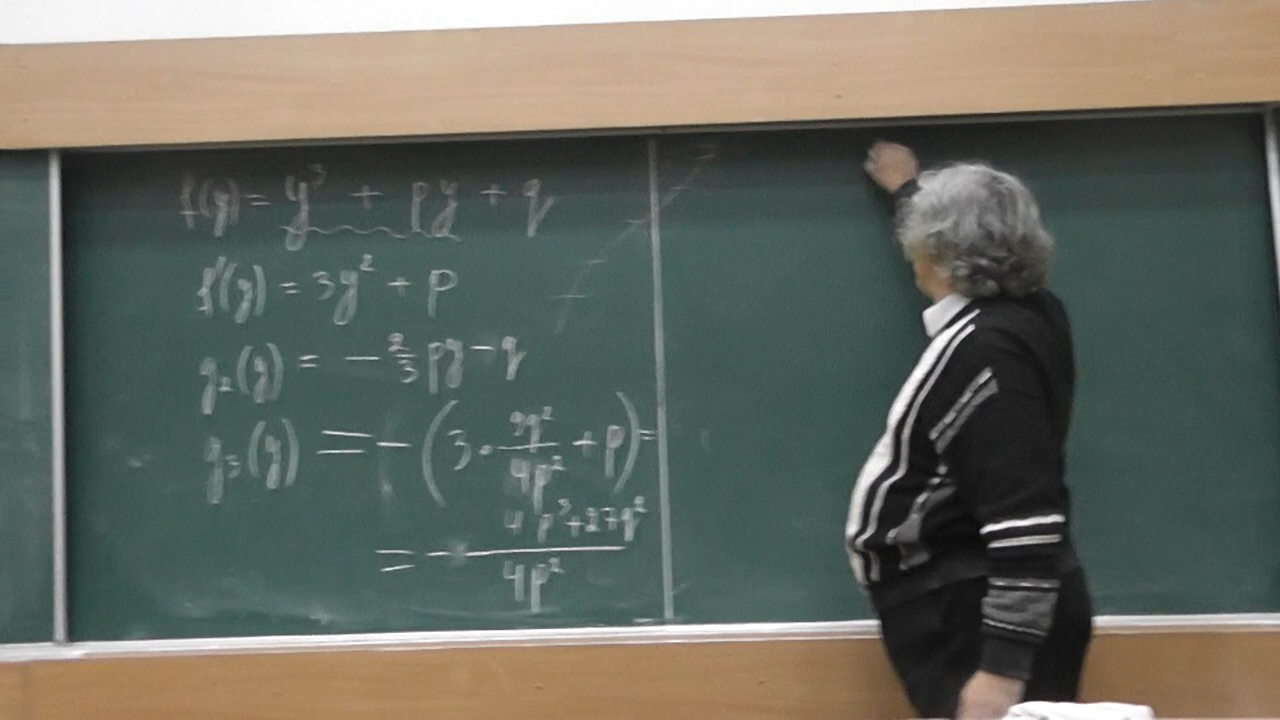 f(y) = y³ + py + q
f'(y) = 3y² + p
g₂(y) = - 2/3 py - q
g₃(y) = - (3 · 9q²/4p² + p) =
= - 4p³+27q²/4p²